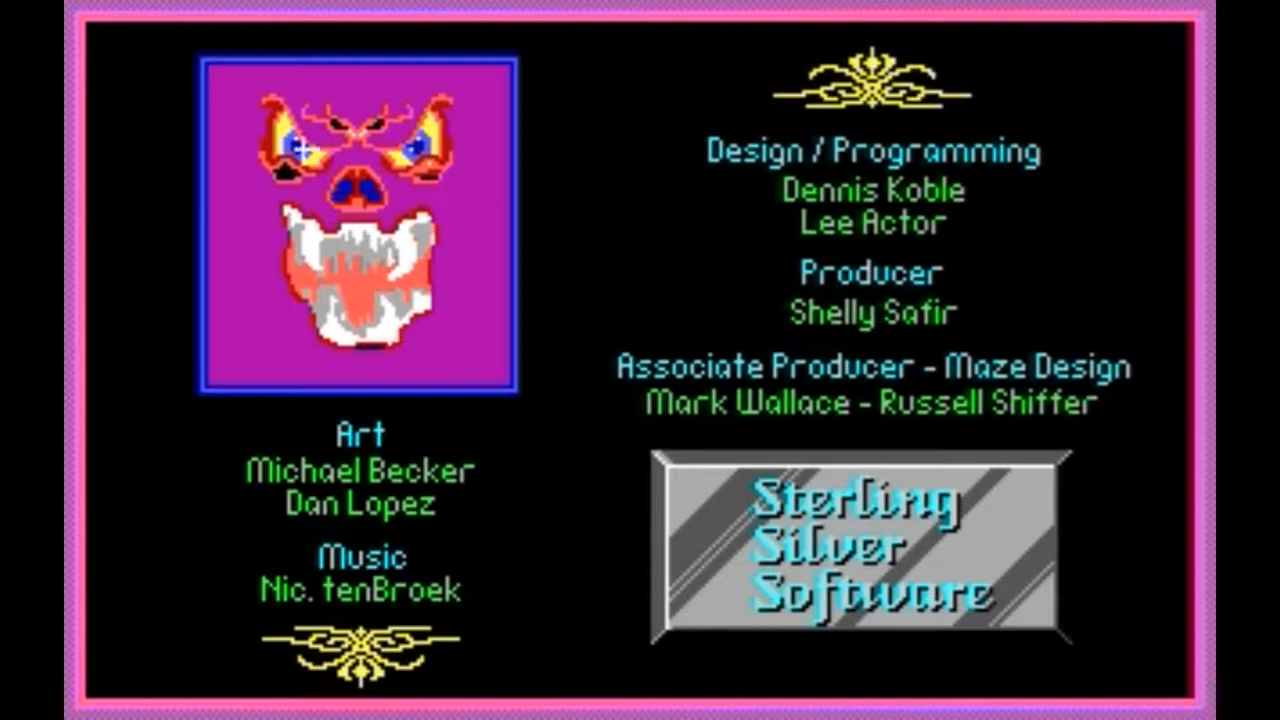 Design / Programming
Dennis Koble
Lee Actor
Producer
Shelly Safir
Associate Producer - Maze Design
Mark Wallace - Russell Shiffer
Art
Michael Becker
Dan Lopez
Music
Nic. tenBroek
Sterling
Silver
Software